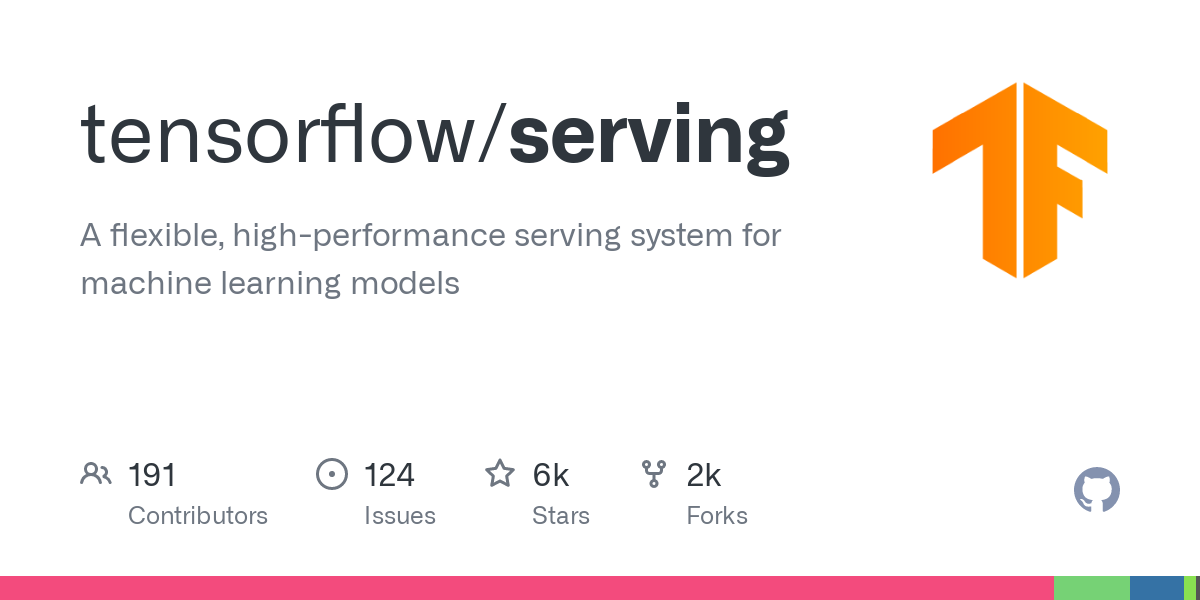 tensorflow/serving
A flexible, high-performance serving system for
machine learning models
191 124 6k 2k
Contributors Issues Stars Forks